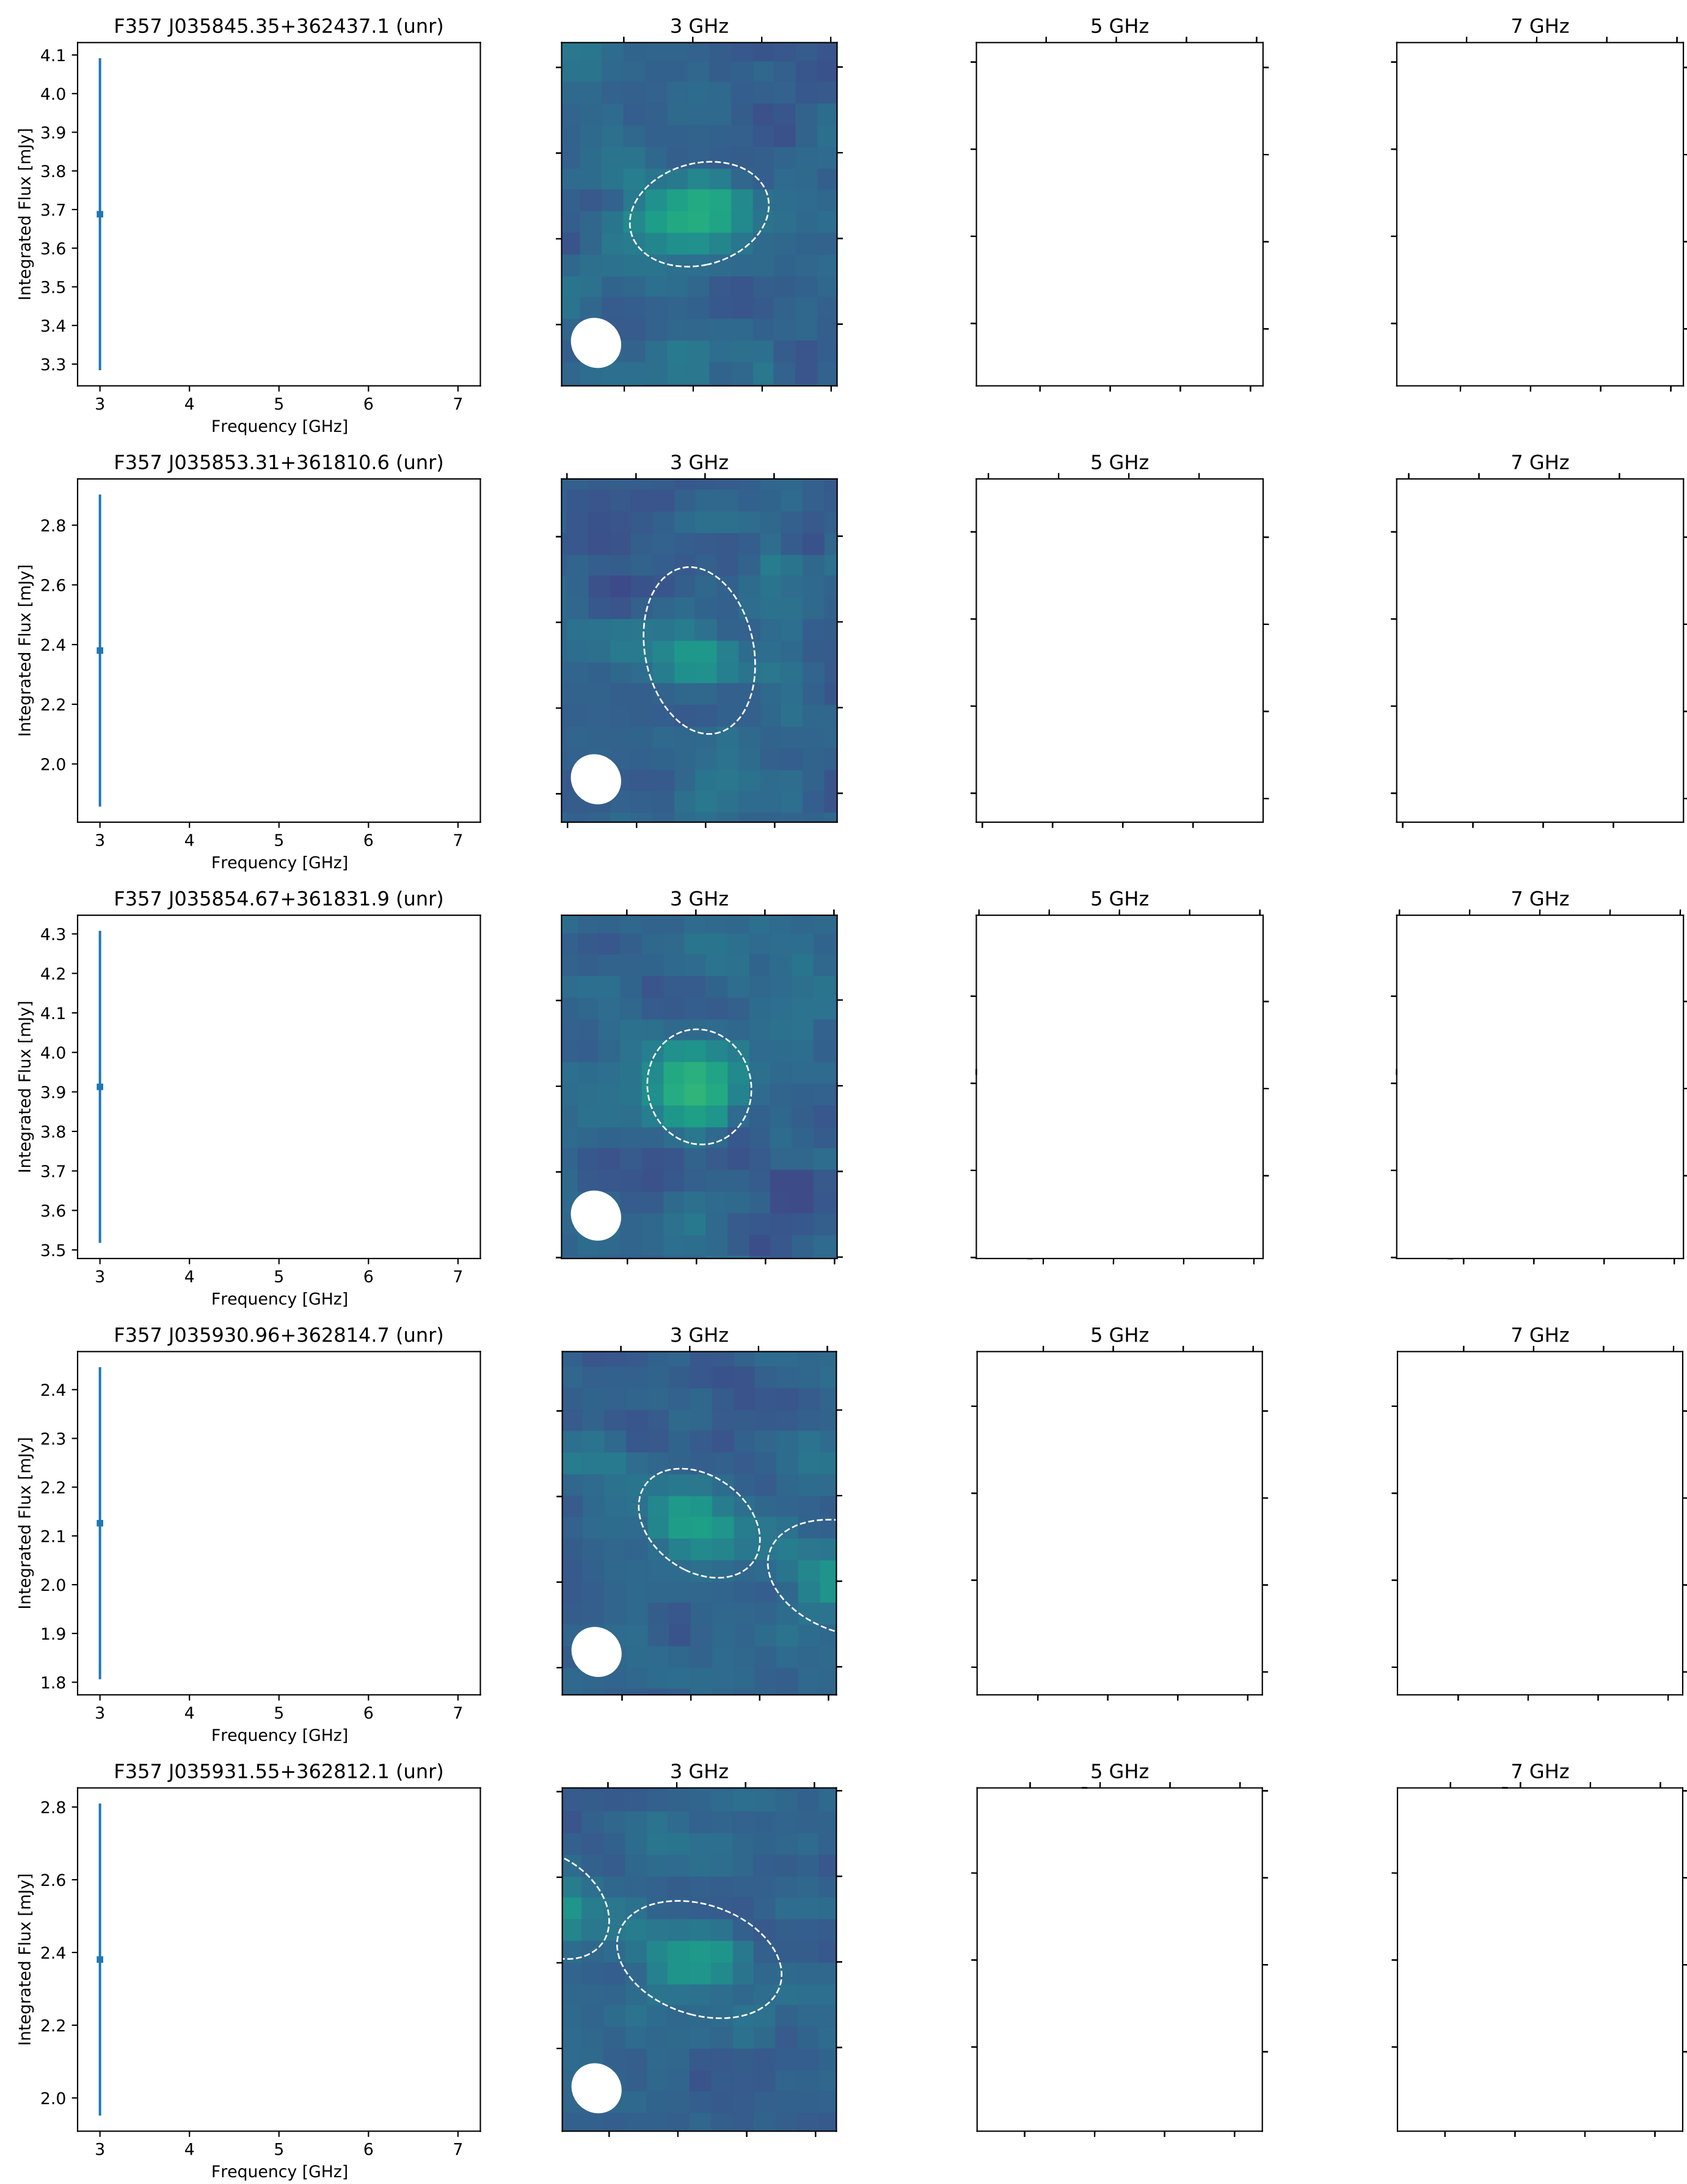 F357 J035845.35+362437.1 (unr)
3 GHz
5 GHz
7 GHz
Integrated Flux [mJy]
4.1
4.0
3.9
3.8
3.7
3.6
3.5
3.4
3.3
3 4 5 6 7
Frequency [GHz]
F357 J035853.31+361810.6 (unr)
3 GHz
5 GHz
7 GHz
Integrated Flux [mJy]
2.8
2.6
2.4
2.2
2.0
3 4 5 6 7
Frequency [GHz]
F357 J035854.67+361831.9 (unr)
3 GHz
5 GHz
7 GHz
Integrated Flux [mJy]
4.3
4.2
4.1
4.0
3.9
3.8
3.7
3.6
3.5
3 4 5 6 7
Frequency [GHz]
F357 J035930.96+362814.7 (unr)
3 GHz
5 GHz
7 GHz
Integrated Flux [mJy]
2.4
2.3
2.2
2.1
2.0
1.9
1.8
3 4 5 6 7
Frequency [GHz]
F357 J035931.55+362812.1 (unr)
3 GHz
5 GHz
7 GHz
Integrated Flux [mJy]
2.8
2.6
2.4
2.2
2.0
3 4 5 6 7
Frequency [GHz]